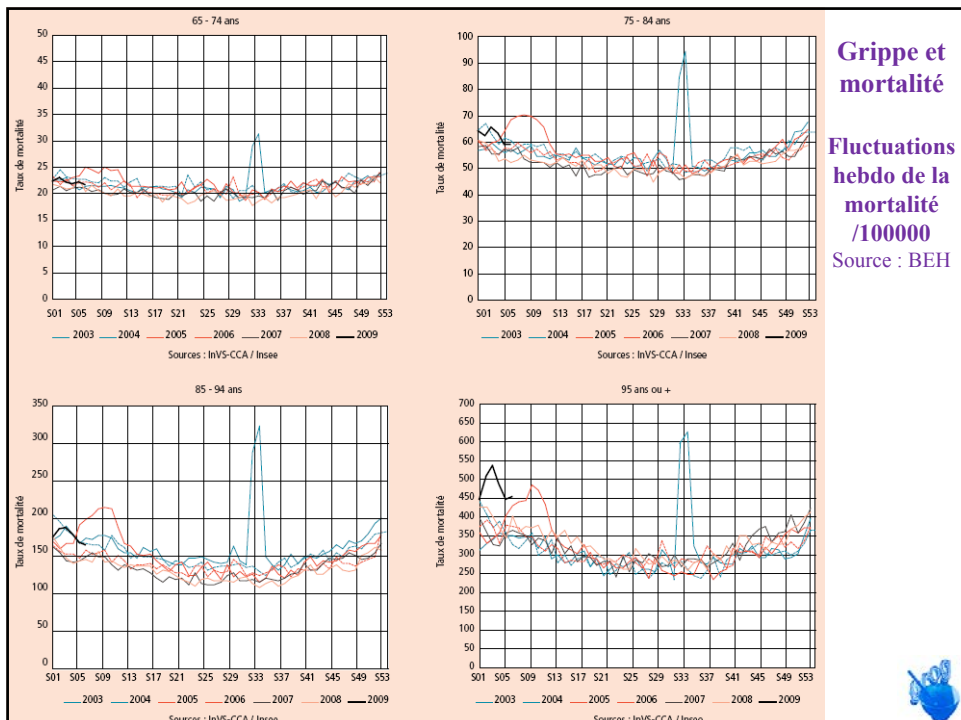 65 - 74 ans
Taux de mortalité
50
45
40
35
30
25
20
15
10
5
0
S01 S05 S09 S13 S17 S21 S25 S29 S33 S37 S41 S45 S49 S53
2003 2004 2005 2006 2007 2008 2009
Sources : InVS-CCA / Insee
75 - 84 ans
Taux de mortalité
100
90
80
70
60
50
40
30
20
10
0
S01 S05 S09 S13 S17 S21 S25 S29 S33 S37 S41 S45 S49 S53
2003 2004 2005 2006 2007 2008 2009
Sources : InVS-CCA / Insee
Grippe et
mortalité
Fluctuations
hebdo de la
mortalité
/100000
Source : BEH
85 - 94 ans
Taux de mortalité
350
300
250
200
150
100
50
0
S01 S05 S09 S13 S17 S21 S25 S29 S33 S37 S41 S45 S49 S53
2003 2004 2005 2006 2007 2008 2009
Sources : InVS-CCA / Insee
95 ans ou +
Taux de mortalité
700
650
600
550
500
450
400
350
300
250
200
150
100
50
0
S01 S05 S09 S13 S17 S21 S25 S29 S33 S37 S41 S45 S49 S53
2003 2004 2005 2006 2007 2008 2009
Sources : InVS-CCA / Insee